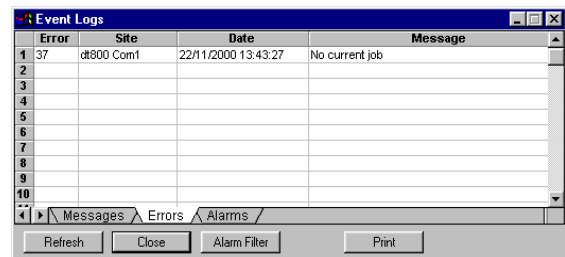 Event Logs
Error Site Date Message
1 37 dt800 Com1 22/11/2000 13:43:27 No current job
2
3
4
5
6
7
8
9
10
Messages Errors Alarms
Refresh Close Alarm Filter Print